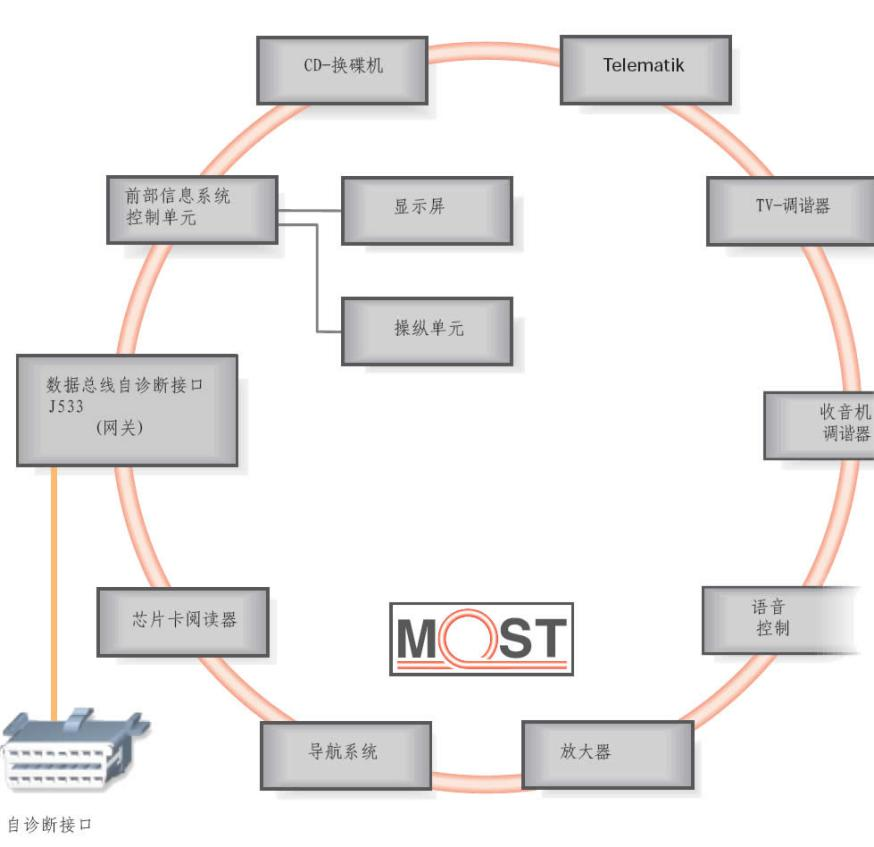 CD-换碟机
Telematik
前部信息系统
控制单元
显示屏
TV-调谐器
操纵单元
数据总线自诊断接口
J533
(网关)
收音机
调谐器
芯片卡阅读器
语音
控制
MOST
导航系统
放大器
自诊断接口